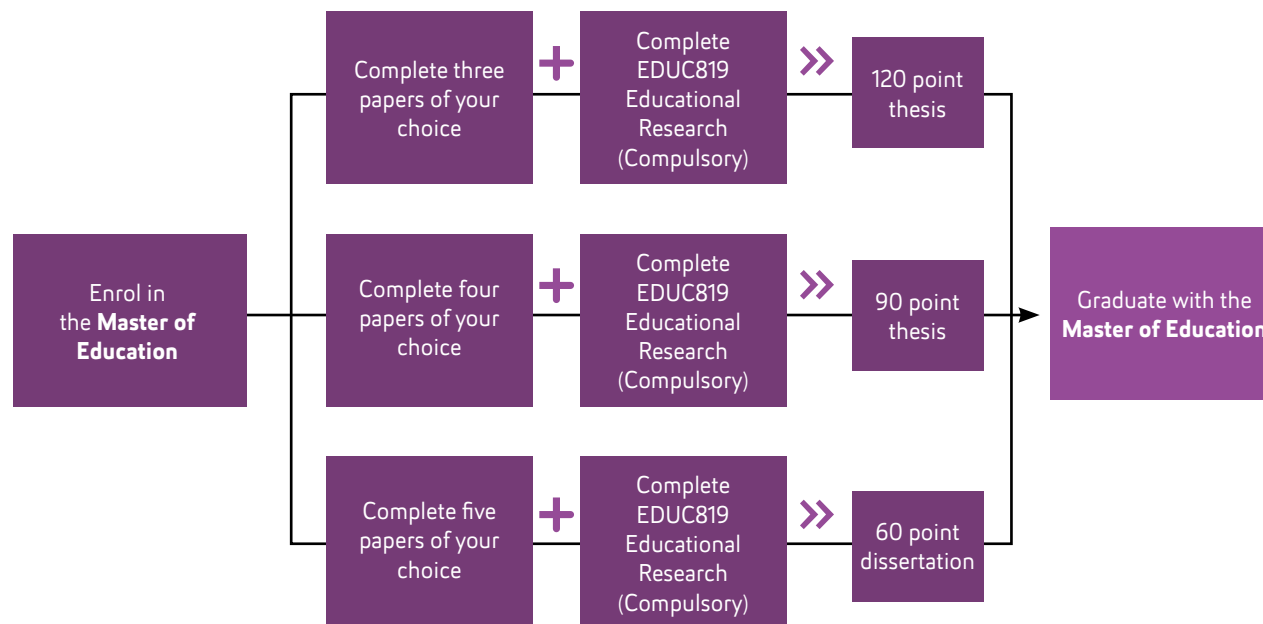 Enrol in
the Master of
Education
Complete three
papers of your
choice
+
Complete
EDUC819
Educational
Research
(Compulsory)
120 point
thesis
Complete four
papers of your
choice
+
Complete
EDUC819
Educational
Research
(Compulsory)
90 point
thesis
Complete five
papers of your
choice
+
Complete
EDUC819
Educational
Research
(Compulsory)
60 point
dissertation
Graduate with the
Master of Education